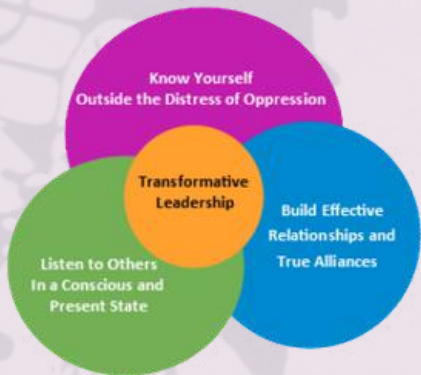 Know Yourself
Outside the Distress of Oppression
Transformative
Leadership
Build Effective
Relationships and
True Alliances
Listen to Others
In a Conscious and
Present State